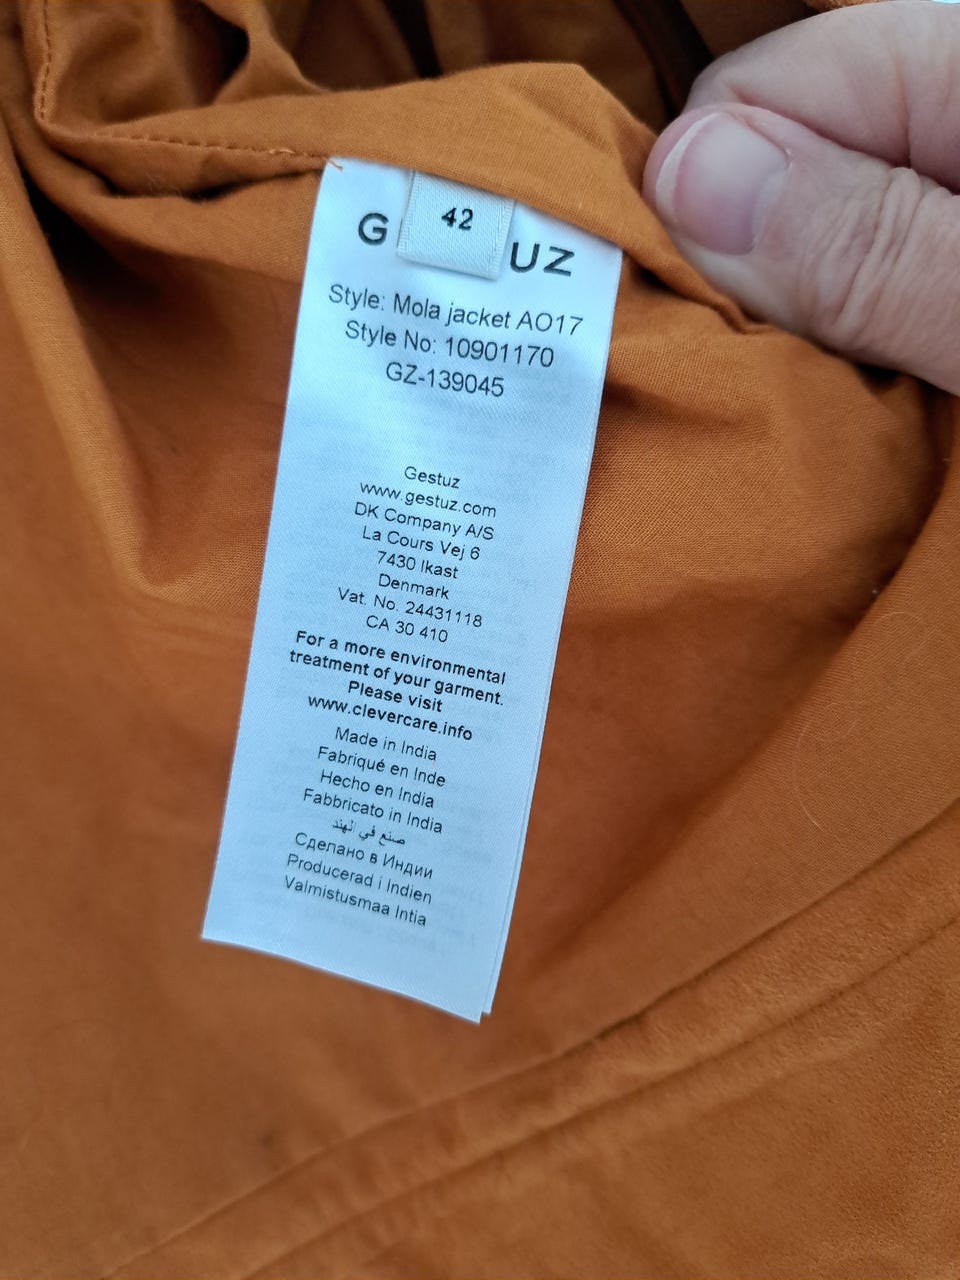 G UZ
42
Style: Mola jacket AO17
Style No: 10901170
GZ-139045
Gestuz
www.gestuz.com
DK Company A/S
La Cours Vej 6
7430 Ikast
Denmark
Vat. No. 24431118
CA 30 410
For a more environmental
treatment of your garment.
Please visit
www.clevercare.info
Made in India
Fabriqué en Inde
Hecho en India
Fabbricato in India
صنع في الهند
Сделано в Индии
Producerad i Indien
Valmistusmaa Intia